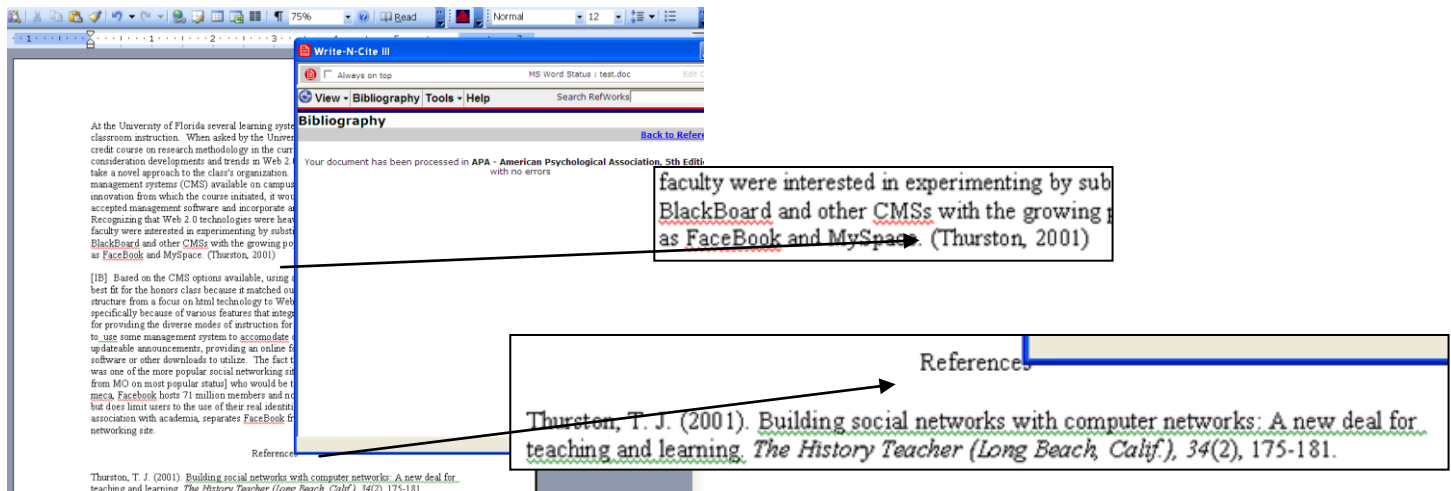 75% Read Normal 12
1 1 2 3
Write-N-Cite III
Always on top MS Word Status : test.doc Edit
View Bibliography Tools Help Search RefWorks
Bibliography
Back to Refere
Your document has been processed in APA - American Psychological Association, 5th Editi
with no errors
At the University of Florida several learning syste
classroom instruction. When asked by the Univer
credit course on research methodology in the curr
consideration developments and trends in Web 2.
take a novel approach to the class's organization.
management systems (CMS) available on campus
innovation from which the course initiated, it wou
accepted management software and incorporate a
Recognizing that Web 2.0 technologies were heav
faculty were interested in experimenting by substi
BlackBoard and other CMSs with the growing po
as FaceBook and MySpace. (Thurston, 2001)
[IB] Based on the CMS options available, using a
best fit for the honors class because it matched ou
structure from a focus on html technology to Web
specifically because of various features that integ
for providing the diverse modes of instruction for
to use some management system to accomodate
updateable announcements, providing an online f
software or other downloads to utilize. The fact t
was one of the more popular social networking sit
from MO on most popular status] who would be t
meca, Facebook hosts 71 million members and no
but does limit users to the use of their real identiti
association with academia, separates FaceBook fr
networking site.
References
Thurston, T. J. (2001). Building social networks with computer networks: A new deal for
teaching and learning. The History Teacher (Long Beach, Calif.), 34(2), 175-181.
faculty were interested in experimenting by sub
BlackBoard and other CMSs with the growing
as FaceBook and MySpace. (Thurston, 2001)
References
Thurston, T. J. (2001). Building social networks with computer networks: A new deal for
teaching and learning. The History Teacher (Long Beach, Calif.), 34(2), 175-181.